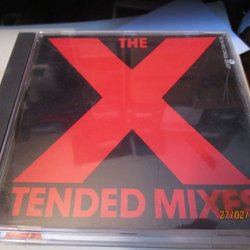 THE
X
TENDED MIXES
27/02